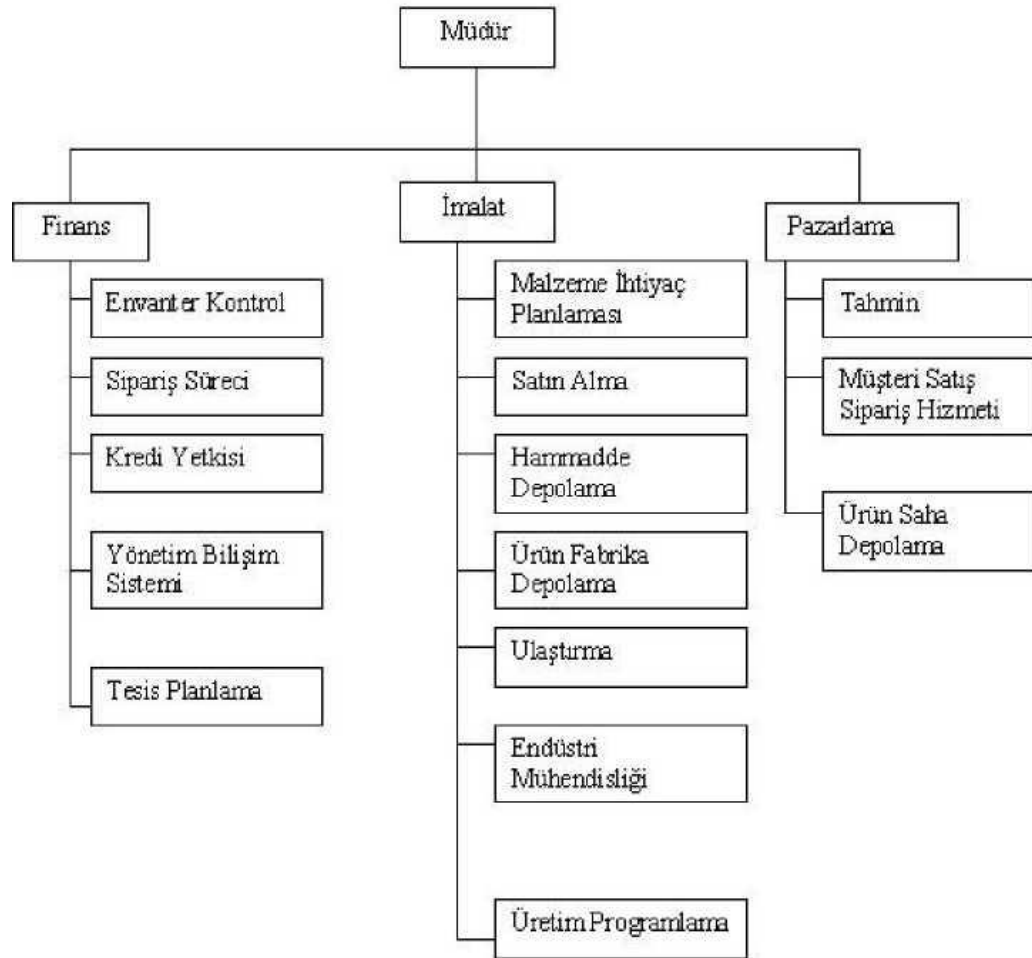 Müdür
Finans
Envanter Kontrol
Sipariş Süreci
Kredi Yetkisi
Yönetim Bilişim
Sistemi
Tesis Planlama
İmalat
Malzeme İhtiyaç
Planlaması
Satın Alma
Hammadde
Depolama
Ürün Fabrika
Depolama
Ulaştırma
Endüstri
Mühendisliği
Üretim Programlama
Pazarlama
Tahmin
Müşteri Satış
Sipariş Hizmeti
Ürün Saha
Depolama